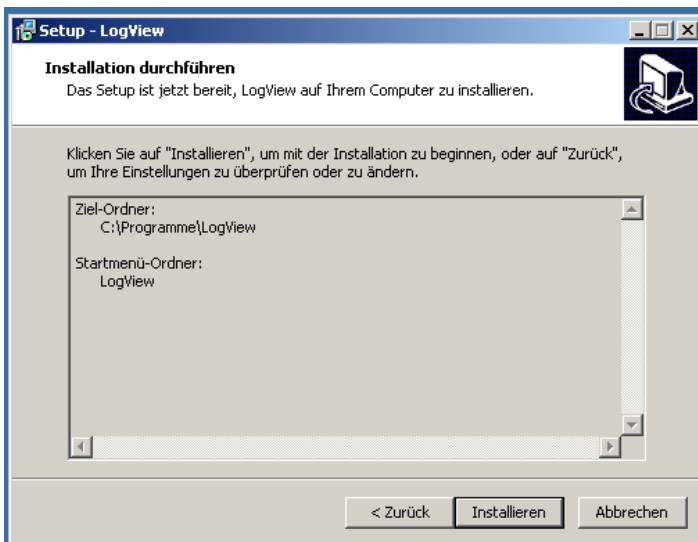 Setup - LogView
Installation durchführen
Das Setup ist jetzt bereit, LogView auf Ihrem Computer zu installieren.
Klicken Sie auf "Installieren", um mit der Installation zu beginnen, oder auf "Zurück",
um Ihre Einstellungen zu überprüfen oder zu ändern.
Ziel-Ordner:
C:\Programme\LogView
Startmenü-Ordner:
LogView
< Zurück
Installieren
Abbrechen